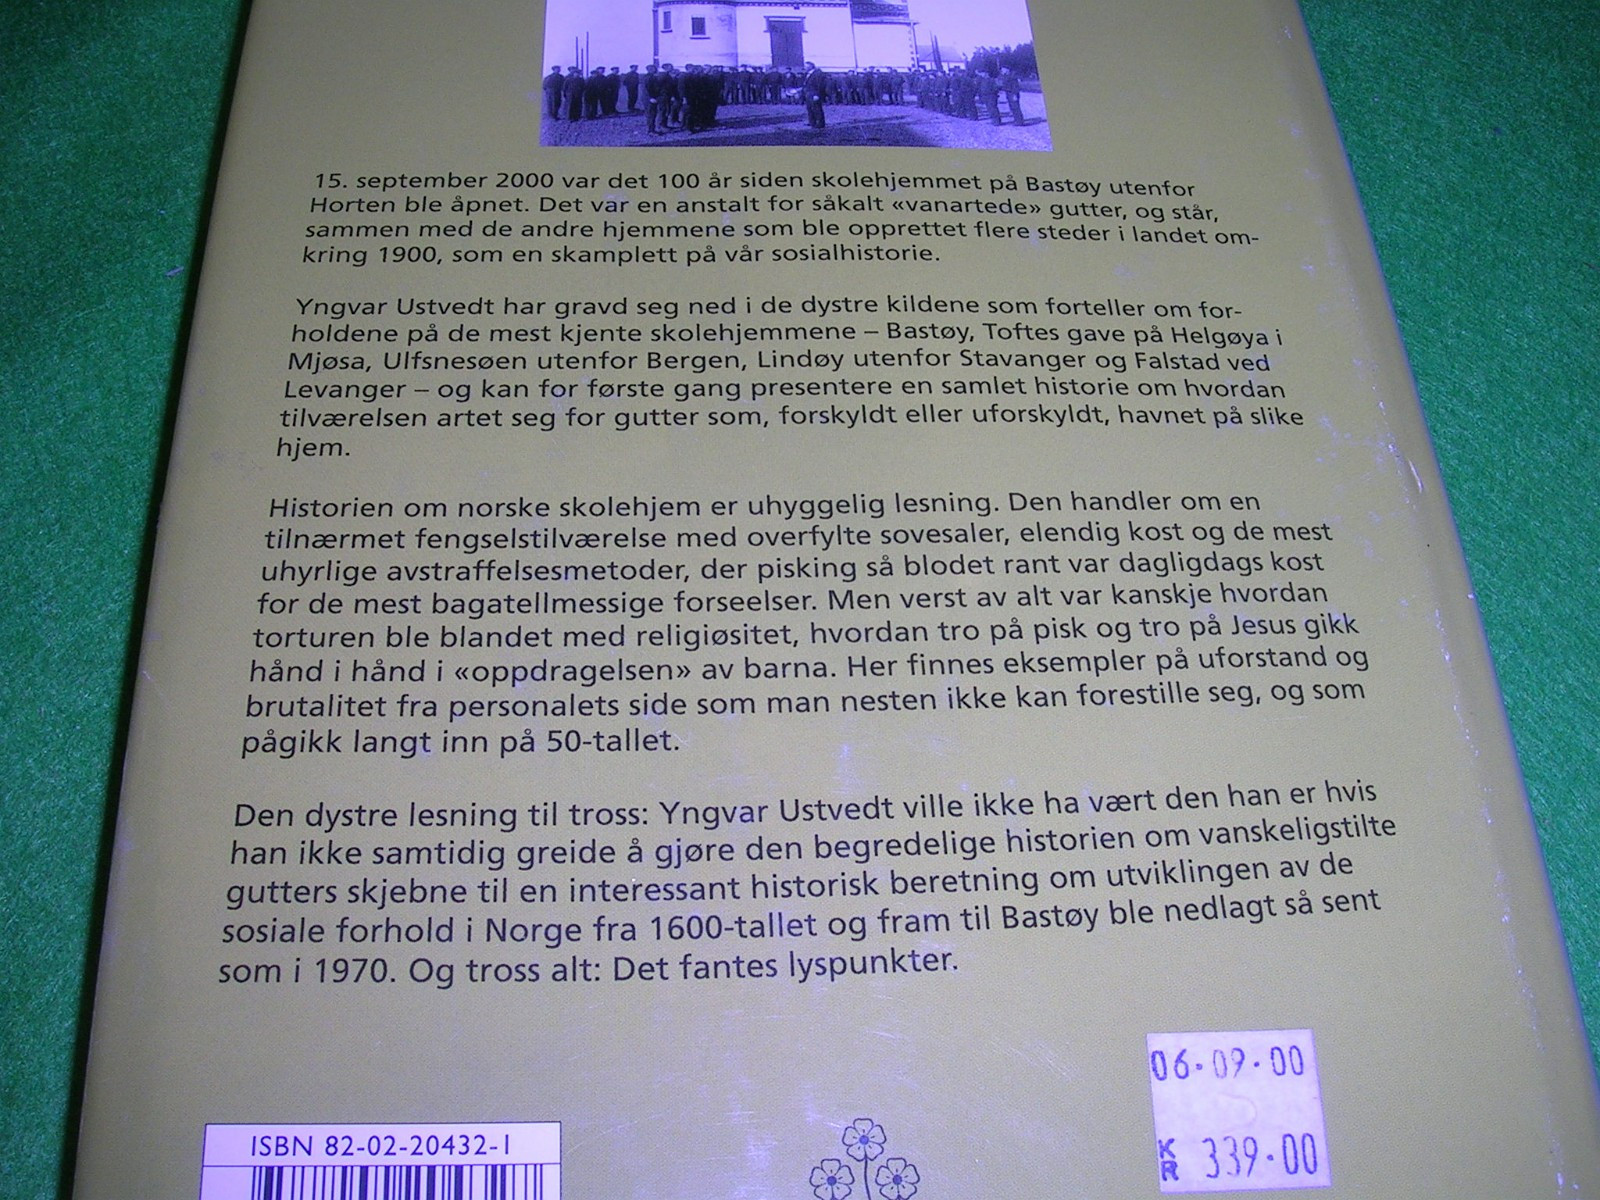 15. september 2000 var det 100 år siden skolehjemmet på Bastøy utenfor
Horten ble åpnet. Det var en anstalt for såkalt «vanartede» gutter, og står,
sammen med de andre hjemmene som ble opprettet flere steder i landet om-
kring 1900, som en skamplett på vår sosialhistorie.
Yngvar Ustvedt har gravd seg ned i de dystre kildene som forteller om for-
holdene på de mest kjente skolehjemmene – Bastøy, Toftes gave på Helgøya i
Mjøsa, Ulfsnesøen utenfor Bergen, Lindøy utenfor Stavanger og Falstad ved
Levanger – og kan for første gang presentere en samlet historie om hvordan
tilværelsen artet seg for gutter som, forskyldt eller uforskyldt, havnet på slike
hjem.
Historien om norske skolehjem er uhyggelig lesning. Den handler om en
tilnærmet fengselstilværelse med overfylte sovesaler, elendig kost og de mest
uhyrlige avstraffelsesmetoder, der pisking så blodet rant var dagligdags kost
for de mest bagatellmessige forseelser. Men verst av alt var kanskje hvordan
torturen ble blandet med religiøsitet, hvordan tro på pisk og tro på Jesus gikk
hånd i hånd i «oppdragelsen» av barna. Her finnes eksempler på uforstand og
brutalitet fra personalets side som man nesten ikke kan forestille seg, og som
pågikk langt inn på 50-tallet.
Den dystre lesning til tross: Yngvar Ustvedt ville ikke ha vært den han er hvis
han ikke samtidig greide å gjøre den begredelige historien om vanskeligstilte
gutters skjebne til en interessant historisk beretning om utviklingen av de
sosiale forhold i Norge fra 1600-tallet og fram til Bastøy ble nedlagt så sent
som i 1970. Og tross alt: Det fantes lyspunkter.
06·09·00
KR 339·00
ISBN 82-02-20432-1